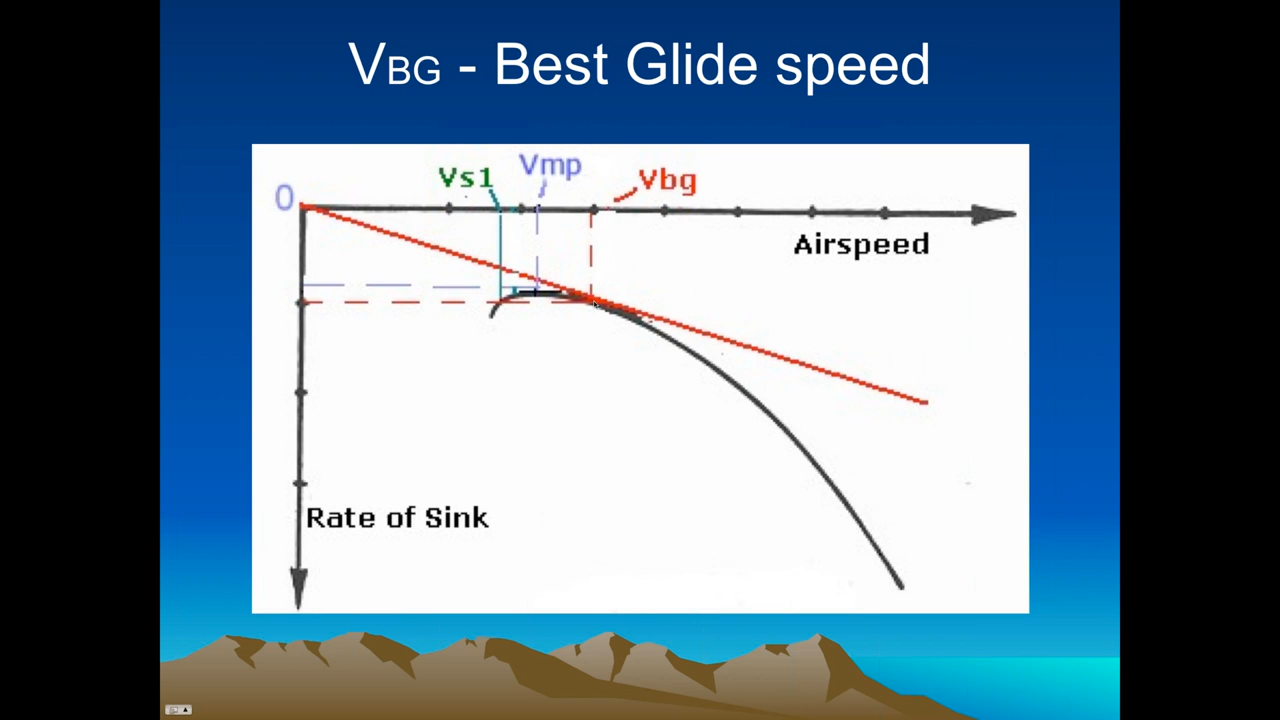 VBG - Best Glide speed
Vs1
Vmp
Vbg
0
Airspeed
Rate of Sink